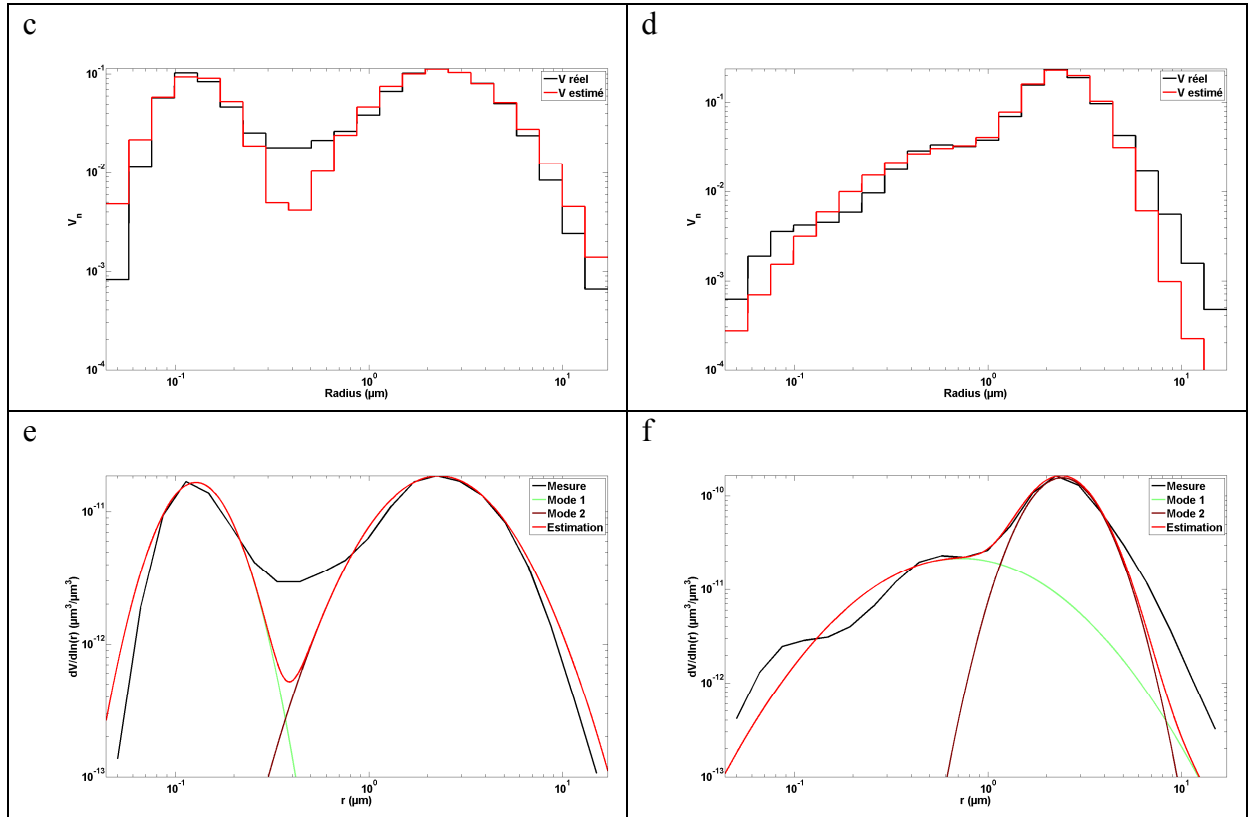 c
10⁻¹
10⁻²
10⁻³
10⁻⁴
Vₙ
10⁻¹
10⁰
10¹
Radius (µm)
V réel
V estimé
d
10⁻¹
10⁻²
10⁻³
10⁻⁴
Vₙ
10⁻¹
10⁰
10¹
Radius (µm)
V réel
V estimé
e
10⁻¹¹
10⁻¹²
10⁻¹³
dV/dln(r) (µm³/µm³)
10⁻¹
10⁰
10¹
r (µm)
Mesure
Mode 1
Mode 2
Estimation
f
10⁻¹⁰
10⁻¹¹
10⁻¹²
10⁻¹³
dV/dln(r) (µm³/µm³)
10⁻¹
10⁰
10¹
r (µm)
Mesure
Mode 1
Mode 2
Estimation